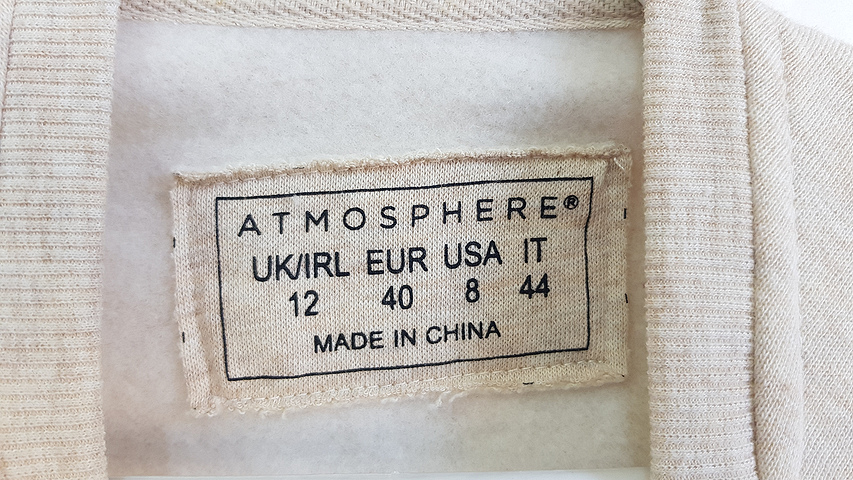 ATMOSPHERE®
UK/IRL EUR USA IT
12 40 8 44
MADE IN CHINA